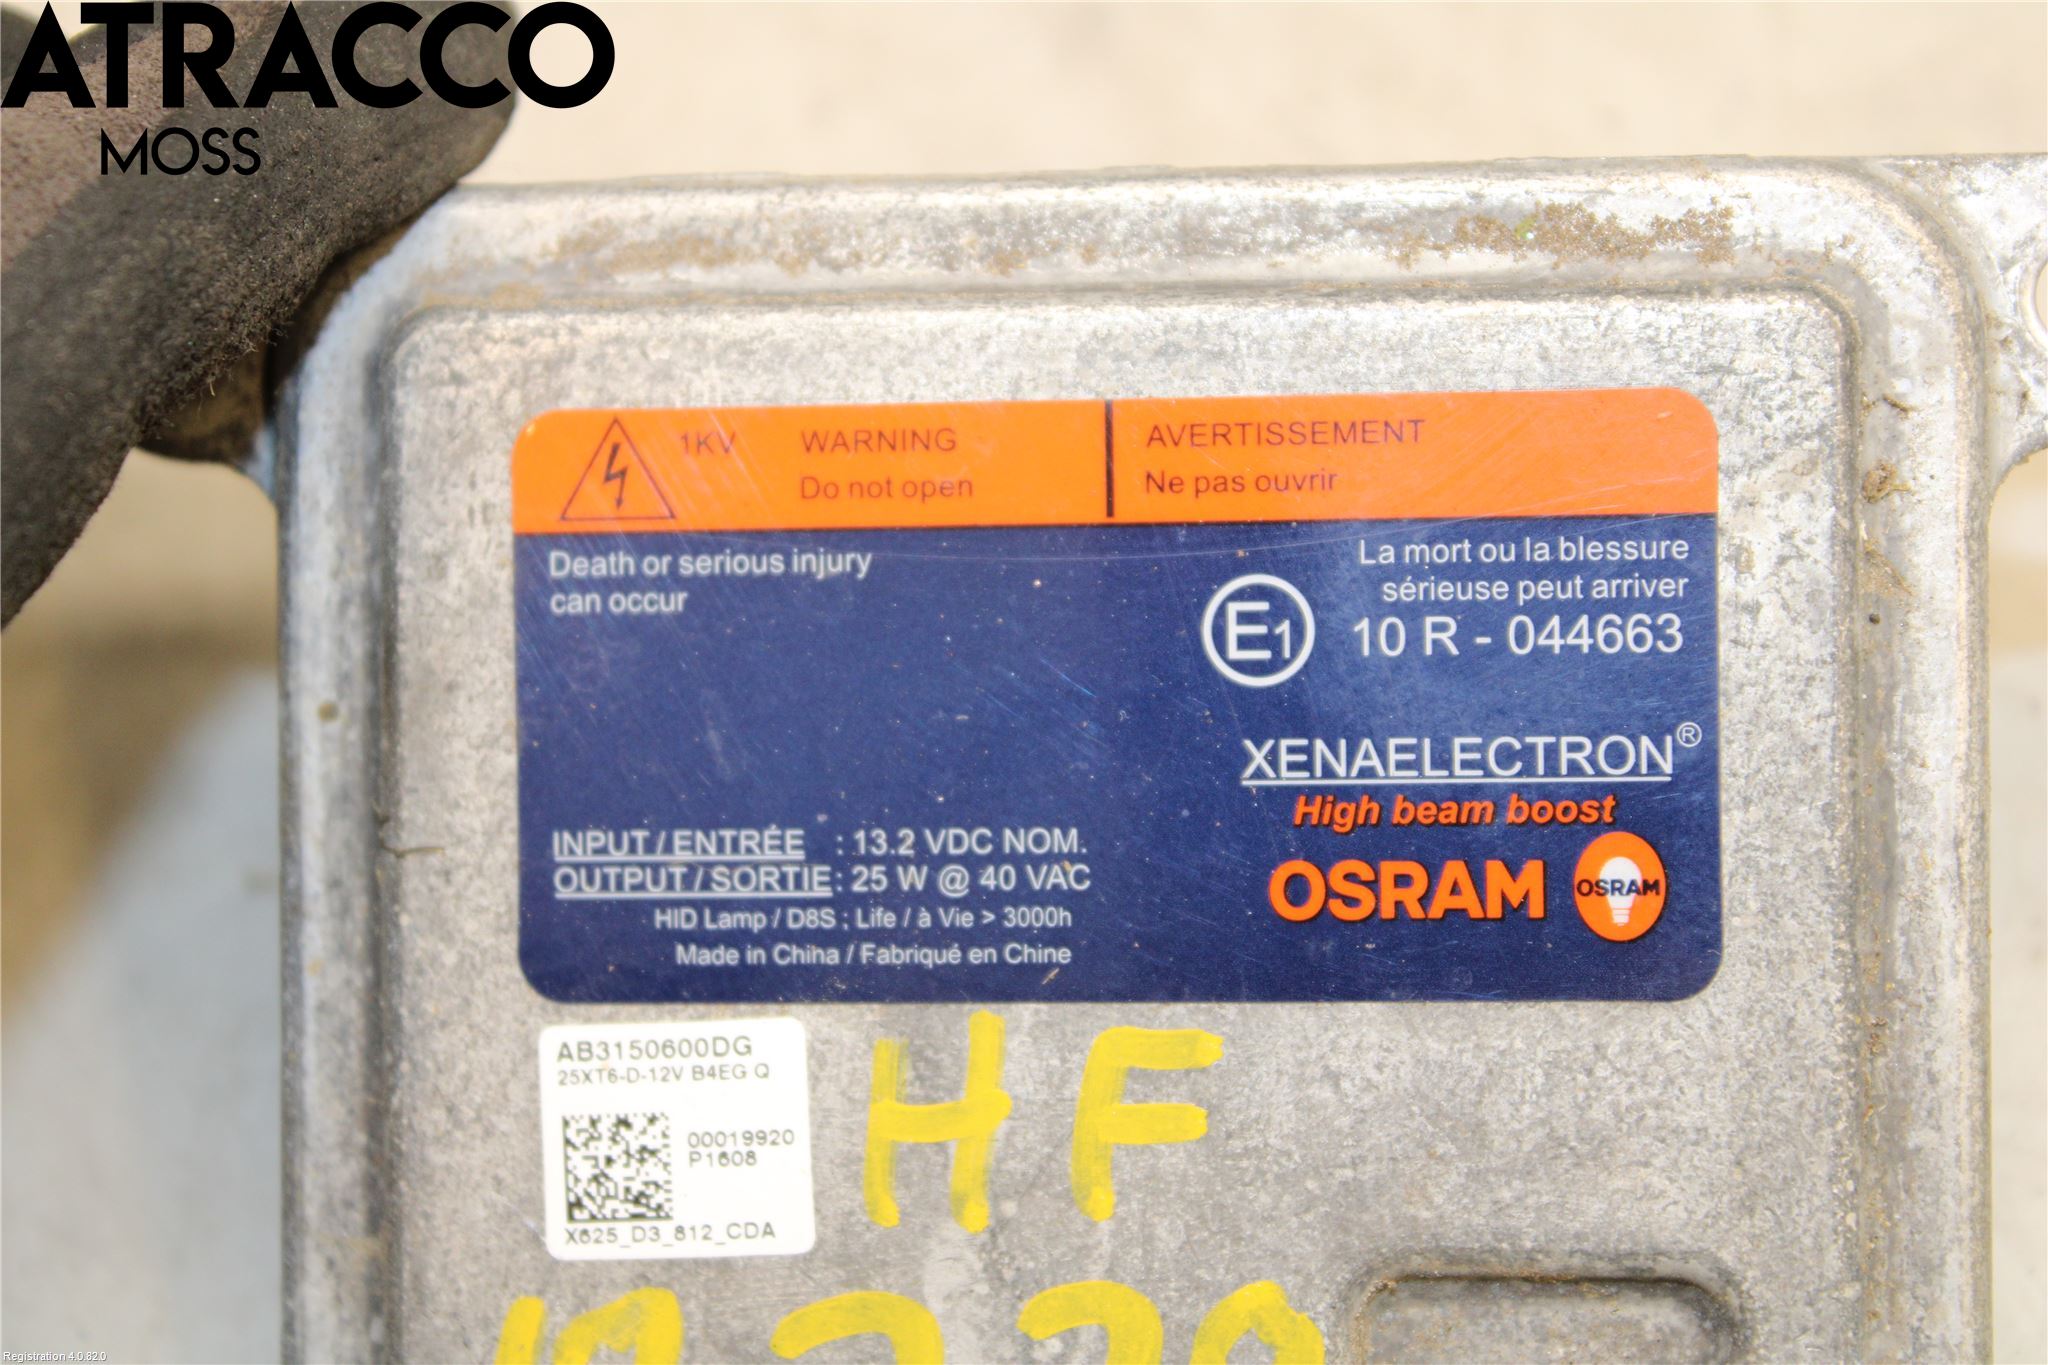 ATRACCO
MOSS
1KV WARNING
Do not open
AVERTISSEMENT
Ne pas ouvrir
Death or serious injury
can occur
La mort ou la blessure
sérieuse peut arriver
E1 10 R - 044663
XENAELECTRON®
High beam boost
OSRAM OSRAM
INPUT / ENTRÉE : 13.2 VDC NOM.
OUTPUT / SORTIE : 25 W @ 40 VAC
HID Lamp / D8S ; Life / à Vie > 3000h
Made in China / Fabriqué en Chine
AB3150600DG
25XT6-D-12V B4EG Q
00019920
P1608
X625_D3_812_CDA
HF
Registration 4.0.82.0